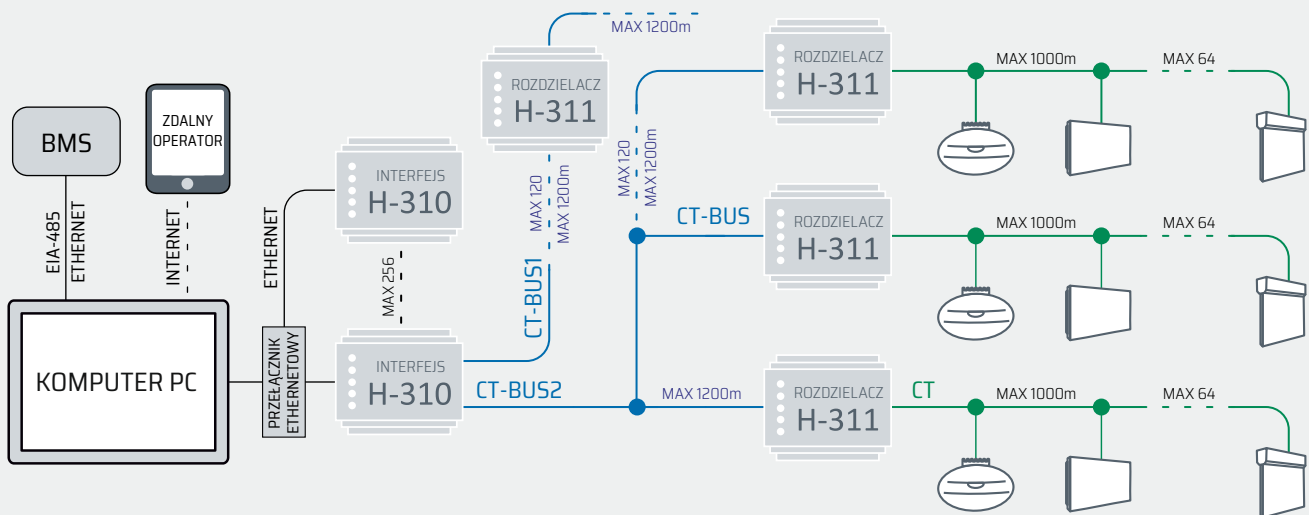 BMS
ZDALNY
OPERATOR
EIA-485
ETHERNET
INTERNET
KOMPUTER PC
ETHERNET
PRZEŁĄCZNIK
ETHERNETOWY
INTERFEJS
H-310
MAX 256
INTERFEJS
H-310
CT-BUS1
MAX 120
MAX 1200m
ROZDZIELACZ
H-311
MAX 1200m
CT-BUS2
MAX 120
MAX 1200m
CT-BUS
MAX 1200m
ROZDZIELACZ
H-311
MAX 1000m
MAX 64
ROZDZIELACZ
H-311
MAX 1000m
MAX 64
ROZDZIELACZ
H-311
CT
MAX 1000m
MAX 64